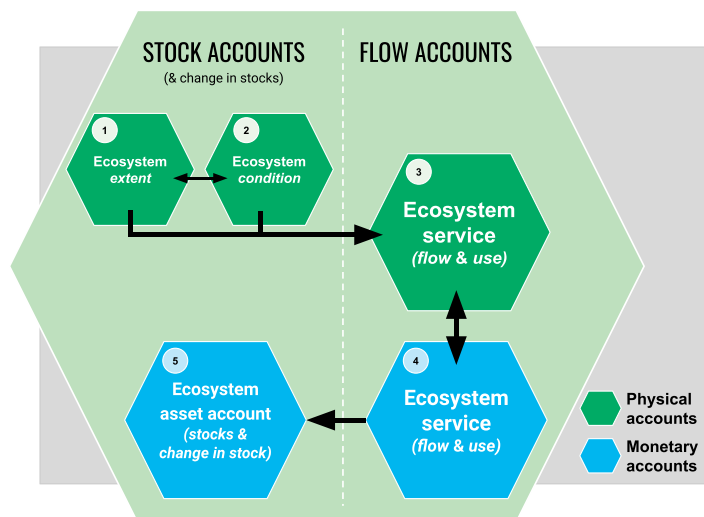 STOCK ACCOUNTS
(& change in stocks)
FLOW ACCOUNTS
1
Ecosystem
extent
2
Ecosystem
condition
3
Ecosystem
service
(flow & use)
5
Ecosystem
asset account
(stocks &
change in stock)
4
Ecosystem
service
(flow & use)
Physical
accounts
Monetary
accounts